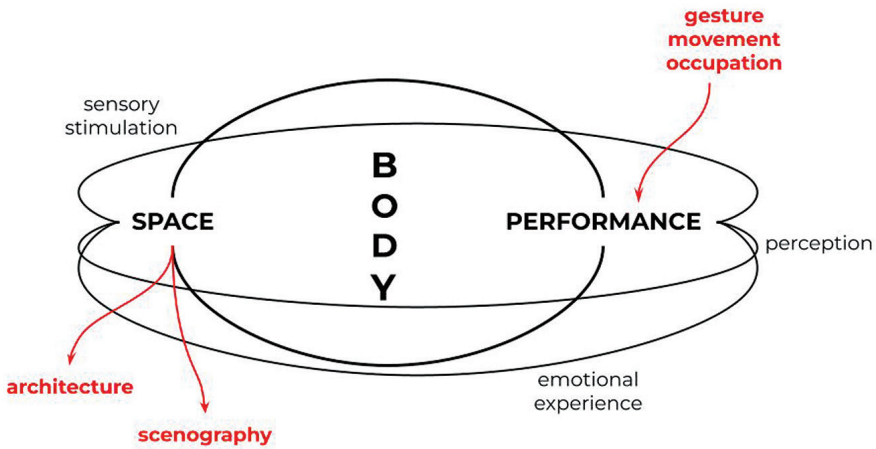 gesture
movement
occupation
sensory
stimulation
B
O
D
Y
SPACE
PERFORMANCE
perception
architecture
emotional
experience
scenography